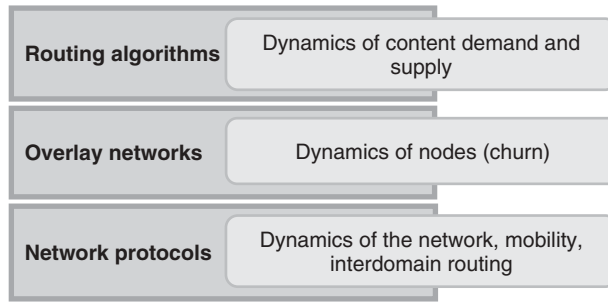 Routing algorithms
Dynamics of content demand and
supply
Overlay networks
Dynamics of nodes (churn)
Network protocols
Dynamics of the network, mobility,
interdomain routing